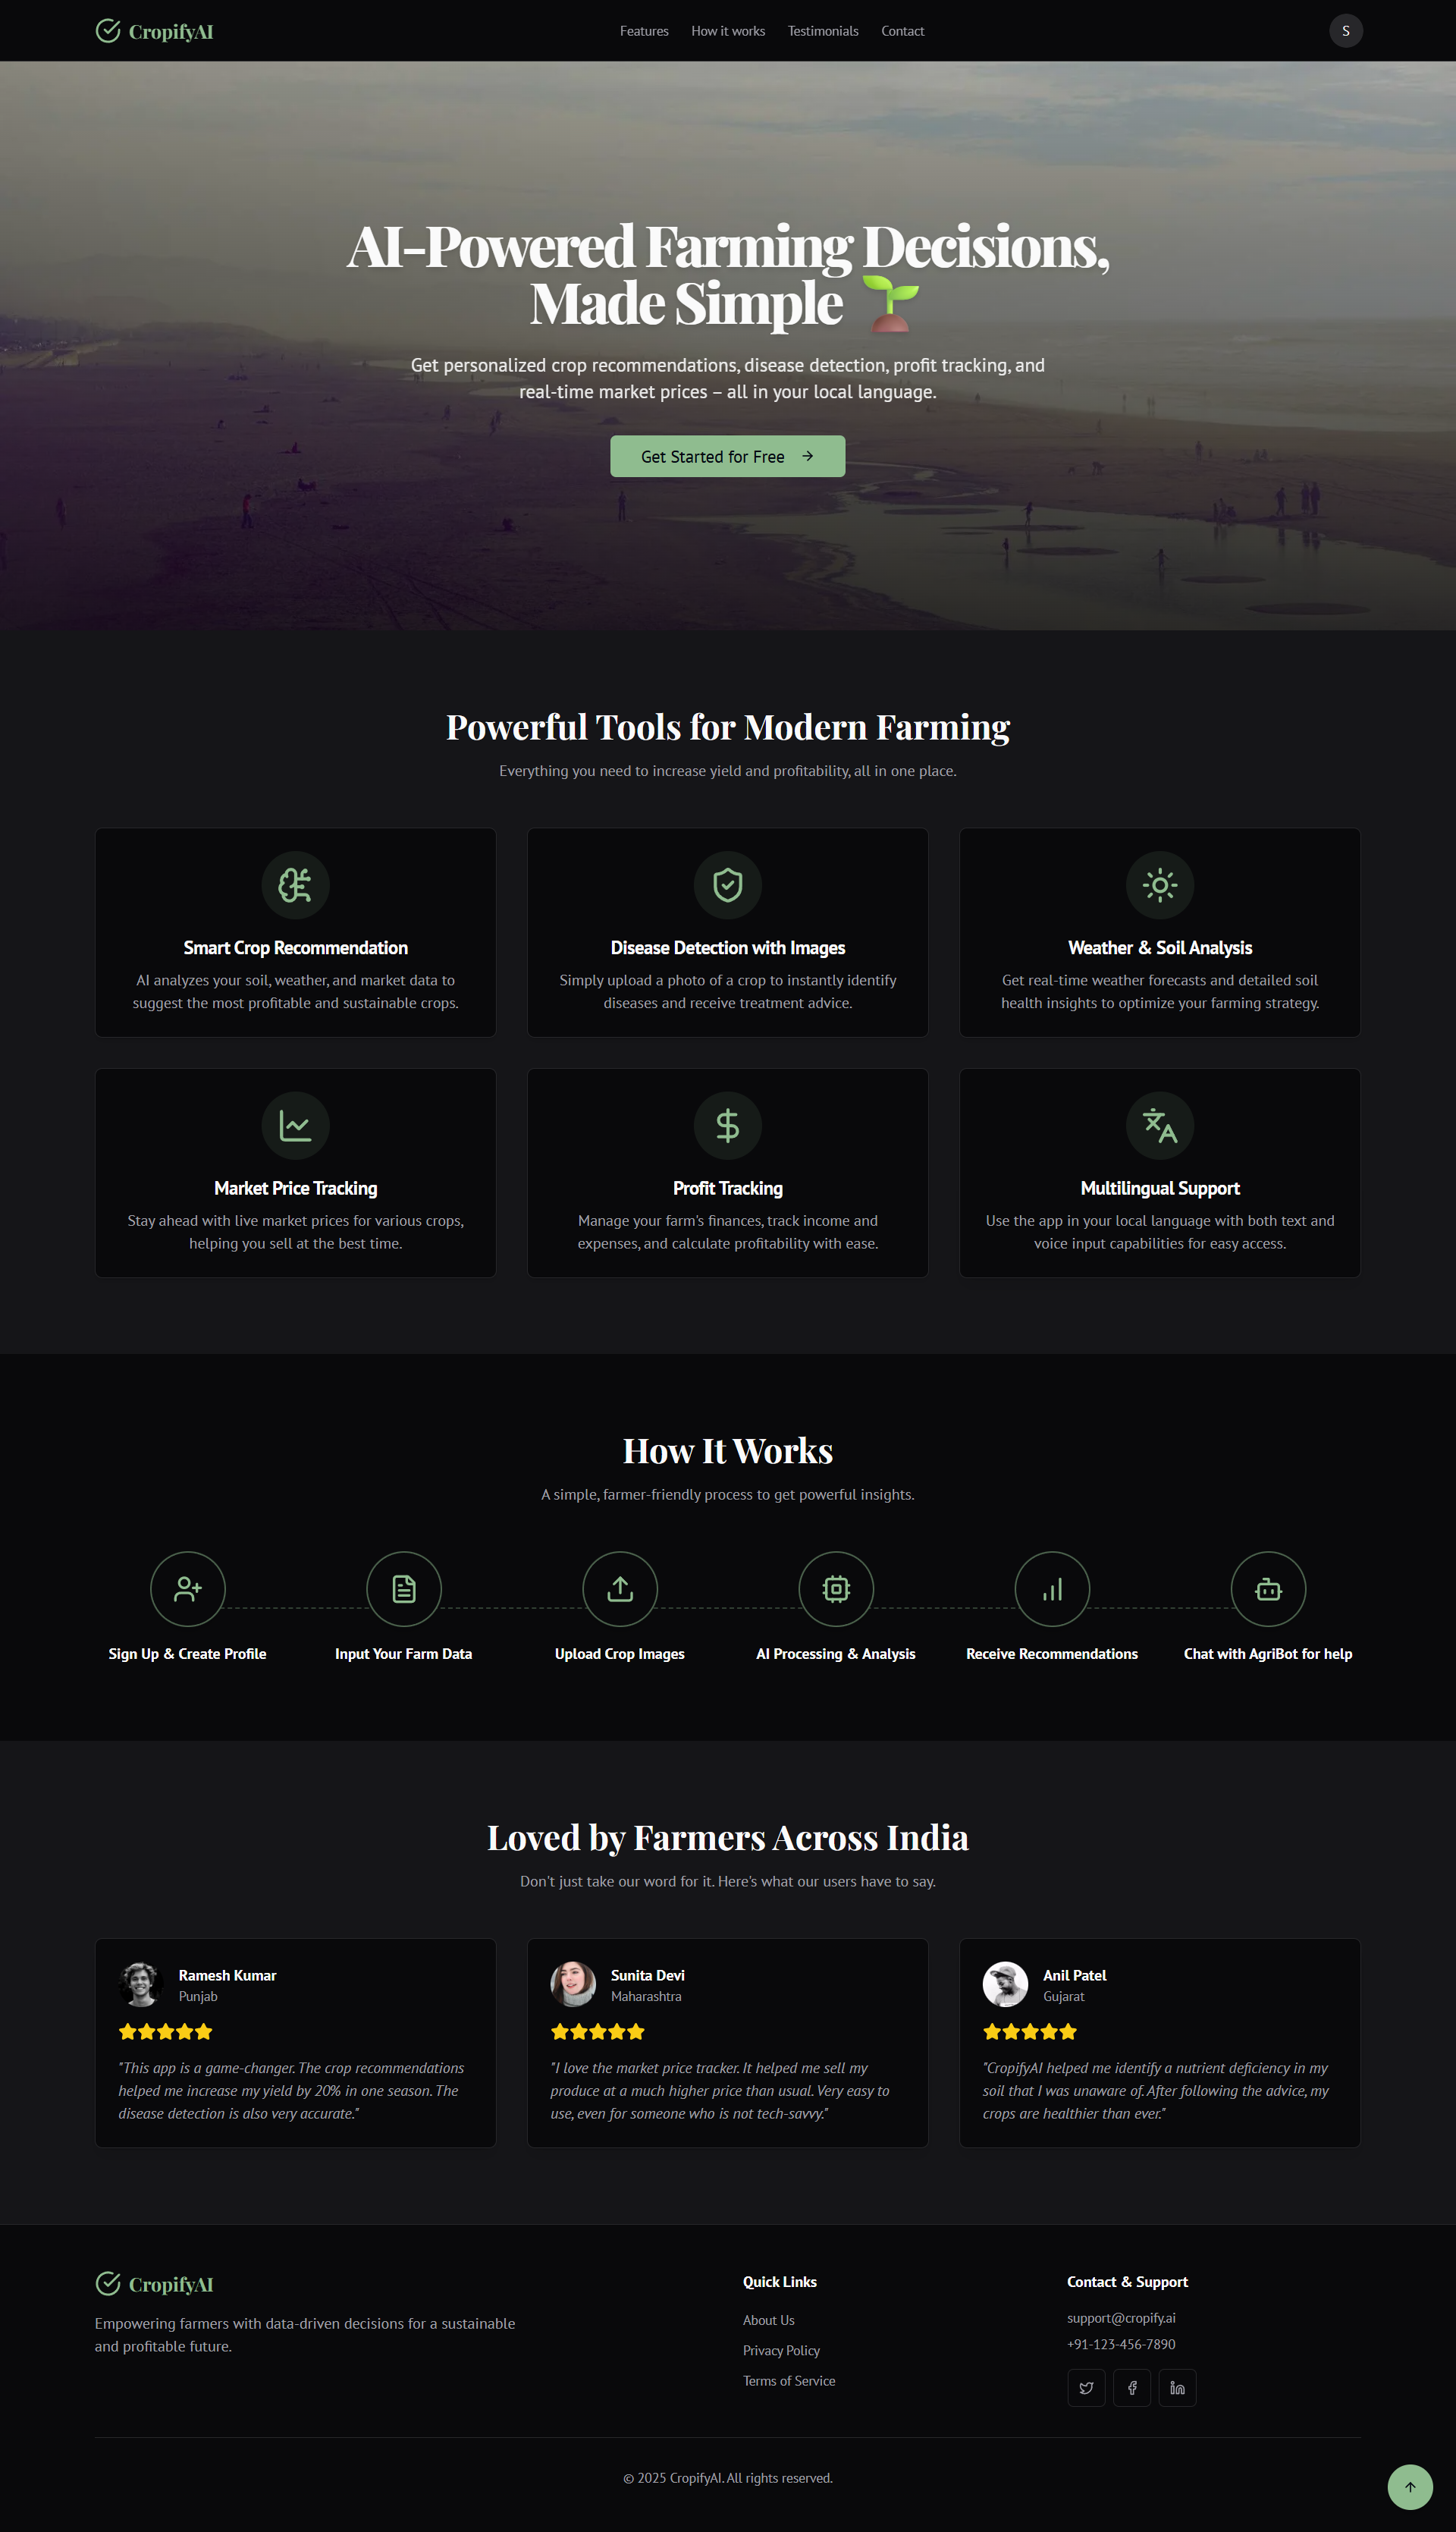 CropifyAI
Features
How it works
Testimonials
Contact
S
AI-Powered Farming Decisions,
Made Simple 🌱
Get personalized crop recommendations, disease detection, profit tracking, and
real-time market prices – all in your local language.
Get Started for Free
Powerful Tools for Modern Farming
Everything you need to increase yield and profitability, all in one place.
Smart Crop Recommendation
AI analyzes your soil, weather, and market data to
suggest the most profitable and sustainable crops.
Disease Detection with Images
Simply upload a photo of a crop to instantly identify
diseases and receive treatment advice.
Weather & Soil Analysis
Get real-time weather forecasts and detailed soil
health insights to optimize your farming strategy.
Market Price Tracking
Stay ahead with live market prices for various crops,
helping you sell at the best time.
Profit Tracking
Manage your farm's finances, track income and
expenses, and calculate profitability with ease.
Multilingual Support
Use the app in your local language with both text and
voice input capabilities for easy access.
How It Works
A simple, farmer-friendly process to get powerful insights.
Sign Up & Create Profile
Input Your Farm Data
Upload Crop Images
AI Processing & Analysis
Receive Recommendations
Chat with AgriBot for help
Loved by Farmers Across India
Don't just take our word for it. Here's what our users have to say.
Ramesh Kumar
Punjab
"This app is a game-changer. The crop recommendations
helped me increase my yield by 20% in one season. The
disease detection is also very accurate."
Sunita Devi
Maharashtra
"I love the market price tracker. It helped me sell my
produce at a much higher price than usual. Very easy to
use, even for someone who is not tech-savvy."
Anil Patel
Gujarat
"CropifyAI helped me identify a nutrient deficiency in my
soil that I was unaware of. After following the advice, my
crops are healthier than ever."
CropifyAI
Empowering farmers with data-driven decisions for a sustainable
and profitable future.
Quick Links
About Us
Privacy Policy
Terms of Service
Contact & Support
support@cropify.ai
+91-123-456-7890
© 2025 CropifyAI. All rights reserved.